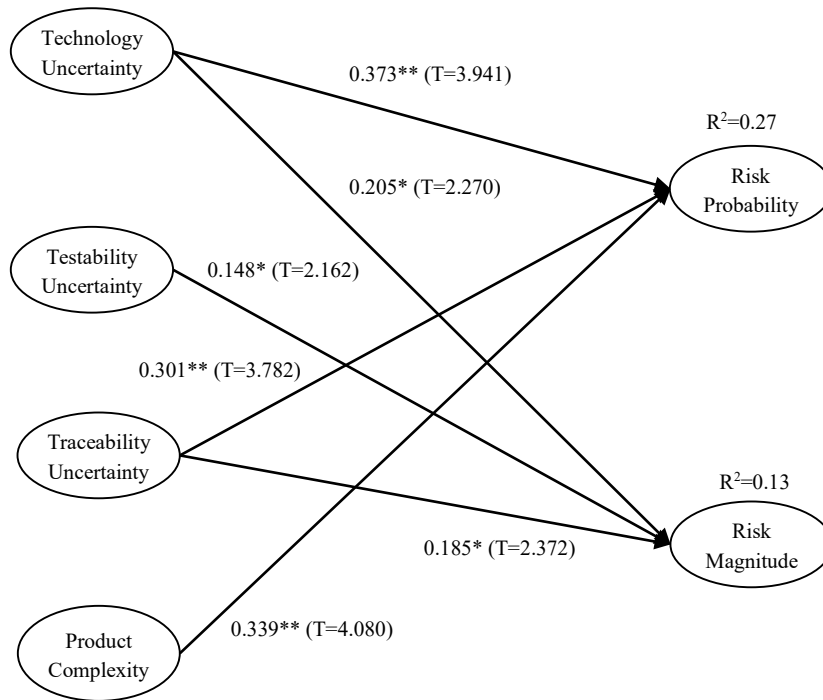 Technology
Uncertainty
0.373** (T=3.941)
R²=0.27
Risk
Probability
0.205* (T=2.270)
Testability
Uncertainty
0.148* (T=2.162)
0.301** (T=3.782)
Traceability
Uncertainty
R²=0.13
Risk
Magnitude
0.185* (T=2.372)
0.339** (T=4.080)
Product
Complexity